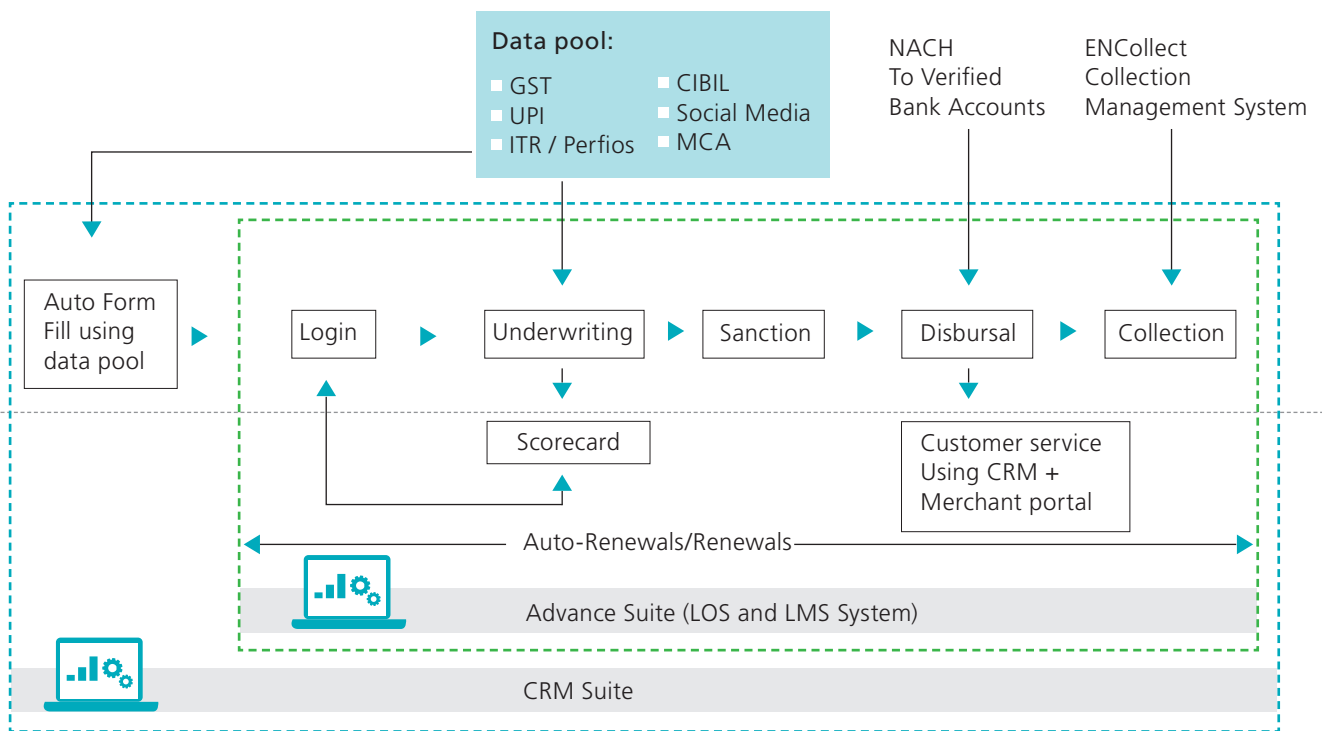 Data pool:
GST
UPI
ITR / Perfios
CIBIL
Social Media
MCA
NACH
To Verified
Bank Accounts
ENCollect
Collection
Management System
Auto Form
Fill using
data pool
Login
Underwriting
Sanction
Disbursal
Collection
Scorecard
Customer service
Using CRM +
Merchant portal
Auto-Renewals/Renewals
Advance Suite (LOS and LMS System)
CRM Suite